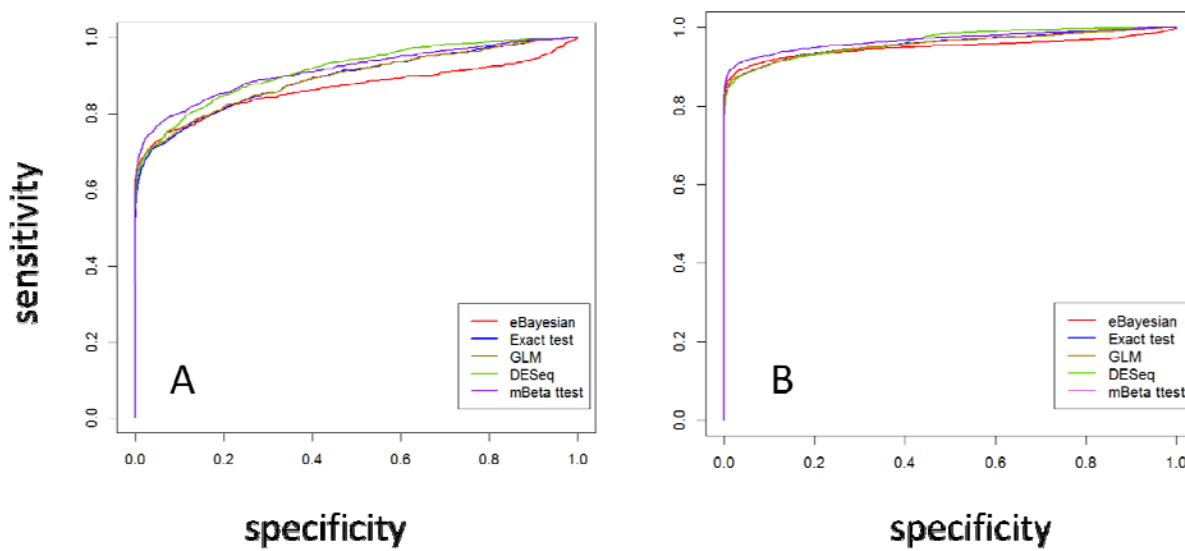 sensitivity
1.0
0.8
0.6
0.4
0.2
0.0
A
eBayesian
Exact test
GLM
DESeq
mBeta ttest
0.0 0.2 0.4 0.6 0.8 1.0
specificity
1.0
0.8
0.6
0.4
0.2
0.0
B
eBayesian
Exact test
GLM
DESeq
mBeta ttest
0.0 0.2 0.4 0.6 0.8 1.0
specificity